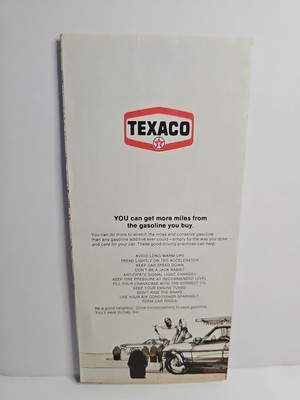 TEXACO
YOU can get more miles from
the gasoline you buy.
You can do more to stretch the miles and conserve gasoline
than any gasoline additive ever could—simply by the way you drive
and care for your car. These good driving practices can help:
AVOID LONG WARM UPS
TREAD LIGHTLY ON THE ACCELERATOR
KEEP CAR SPEED DOWN
DON'T BE A JACK RABBIT
ANTICIPATE SIGNAL LIGHT CHANGES
KEEP TIRE PRESSURE AT RECOMMENDED LEVEL
FILL YOUR CRANKCASE WITH THE CORRECT OIL
KEEP YOUR ENGINE TUNED
DON'T RIDE THE BRAKE
USE YOUR AIR CONDITIONER SPARINGLY
FORM CAR POOLS
Be a good neighbor. Drive conservatively to save gasoline.
You'll save money, too.